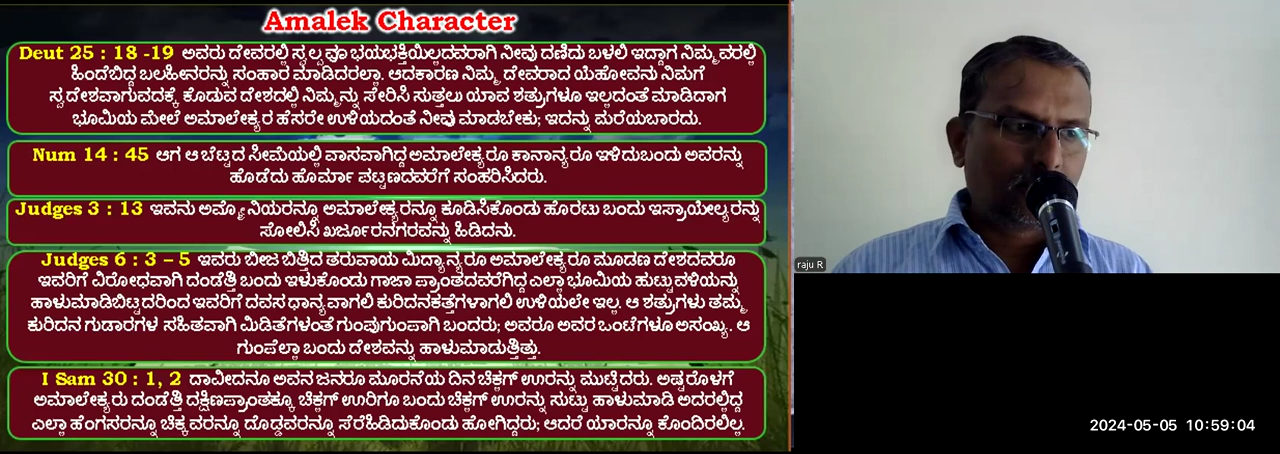 Amalek Character
Deut 25 : 18 -19 ಅವರು ದೇವರಲ್ಲಿ ಸ್ವಲ್ಪವೂ ಭಯಭಕ್ತಿಯಿಲ್ಲದವರಾಗಿ ನೀವು ದಣಿದು ಬಳಲಿ ಇದ್ದಾಗ ನಿಮ್ಮವರಲ್ಲಿ
ಹಿಂದೆಬಿದ್ದ ಬಲಹೀನರನ್ನು ಸಂಹಾರ ಮಾಡಿದರಲ್ಲಾ. ಆದಕಾರಣ ನಿಮ್ಮ ದೇವರಾದ ಯೆಹೋವನು ನಿಮಗೆ
ಸ್ವದೇಶವಾಗುವದಕ್ಕೆ ಕೊಡುವ ದೇಶದಲ್ಲಿ ನಿಮ್ಮನ್ನು ಸೇರಿಸಿ ಸುತ್ತಲು ಯಾವ ಶತ್ರುಗಳೂ ಇಲ್ಲದಂತೆ ಮಾಡಿದಾಗ
ಭೂಮಿಯ ಮೇಲೆ ಅಮಾಲೇಕ್ಯರ ಹೆಸರೇ ಉಳಿಯದಂತೆ ನೀವು ಮಾಡಬೇಕು; ಇದನ್ನು ಮರೆಯಬಾರದು.
Num 14 : 45 ಆಗ ಆ ಬೆಟ್ಟದ ಸೀಮೆಯಲ್ಲಿ ವಾಸವಾಗಿದ್ದ ಅಮಾಲೇಕ್ಯರೂ ಕಾನಾನ್ಯರೂ ಇಳಿದುಬಂದು ಅವರನ್ನು
ಹೊಡೆದು ಹೊರ್ಮಾ ಪಟ್ಟಣದವರೆಗೆ ಸಂಹರಿಸಿದರು.
Judges 3 : 13 ಇವನು ಅಮ್ಮೋನಿಯರನ್ನೂ ಅಮಾಲೇಕ್ಯರನ್ನೂ ಕೂಡಿಸಿಕೊಂಡು ಹೊರಟು ಬಂದು ಇಸ್ರಾಯೇಲ್ಯರನ್ನು
ಸೋಲಿಸಿ ಖರ್ಜೂರನಗರವನ್ನು ಹಿಡಿದನು.
Judges 6 : 3 – 5 ಇವರು ಬೀಜ ಬಿತ್ತಿದ ತರುವಾಯ ಮಿದ್ಯಾನ್ಯರೂ ಅಮಾಲೇಕ್ಯರೂ ಮೂಡಣ ದೇಶದವರೂ
ಇವರಿಗೆ ವಿರೋಧವಾಗಿ ದಂಡೆತ್ತಿ ಬಂದು ಇಳುಕೊಂಡು ಗಾಜಾ ಪ್ರಾಂತದವರೆಗಿದ್ದ ಎಲ್ಲಾ ಭೂಮಿಯ ಹುಟ್ಟುವಳಿಯನ್ನು
ಹಾಳುಮಾಡಿಬಿಟ್ಟದರಿಂದ ಇವರಿಗೆ ದವಸ ಧಾನ್ಯವಾಗಲಿ ಕುರಿದನಕತ್ತೆಗಳಾಗಲಿ ಉಳಿಯಲೇ ಇಲ್ಲ. ಆ ಶತ್ರುಗಳು ತಮ್ಮ
ಕುರಿದನ ಗುಡಾರಗಳ ಸಹಿತವಾಗಿ ಮಿಡಿತೆಗಳಂತೆ ಗುಂಪುಗುಂಪಾಗಿ ಬಂದರು; ಅವರೂ ಅವರ ಒಂಟೆಗಳೂ ಅಸಂಖ್ಯ. ಆ
ಗುಂಪೆಲ್ಲಾ ಬಂದು ದೇಶವನ್ನು ಹಾಳುಮಾಡುತ್ತಿತ್ತು.
I Sam 30 : 1, 2 ದಾವೀದನೂ ಅವನ ಜನರೂ ಮೂರನೆಯ ದಿನ ಚಿಕ್ಲಗ್ ಊರನ್ನು ಮುಟ್ಟಿದರು. ಅಷ್ಟರೊಳಗೆ
ಅಮಾಲೇಕ್ಯರು ದಂಡೆತ್ತಿ ದಕ್ಷಿಣಪ್ರಾಂತಕ್ಕೂ ಚಿಕ್ಲಗ್ ಊರಿಗೂ ಬಂದು ಚಿಕ್ಲಗ್ ಊರನ್ನು ಸುಟ್ಟು ಹಾಳುಮಾಡಿ ಅದರಲ್ಲಿದ್ದ
ಎಲ್ಲಾ ಹೆಂಗಸರನ್ನೂ ಚಿಕ್ಕವರನ್ನೂ ದೊಡ್ಡವರನ್ನೂ ಸೆರೆಹಿಡಿದುಕೊಂಡು ಹೋಗಿದ್ದರು; ಆದರೆ ಯಾರನ್ನೂ ಕೊಂದಿರಲಿಲ್ಲ.
raju R
2024-05-05 10:59:04